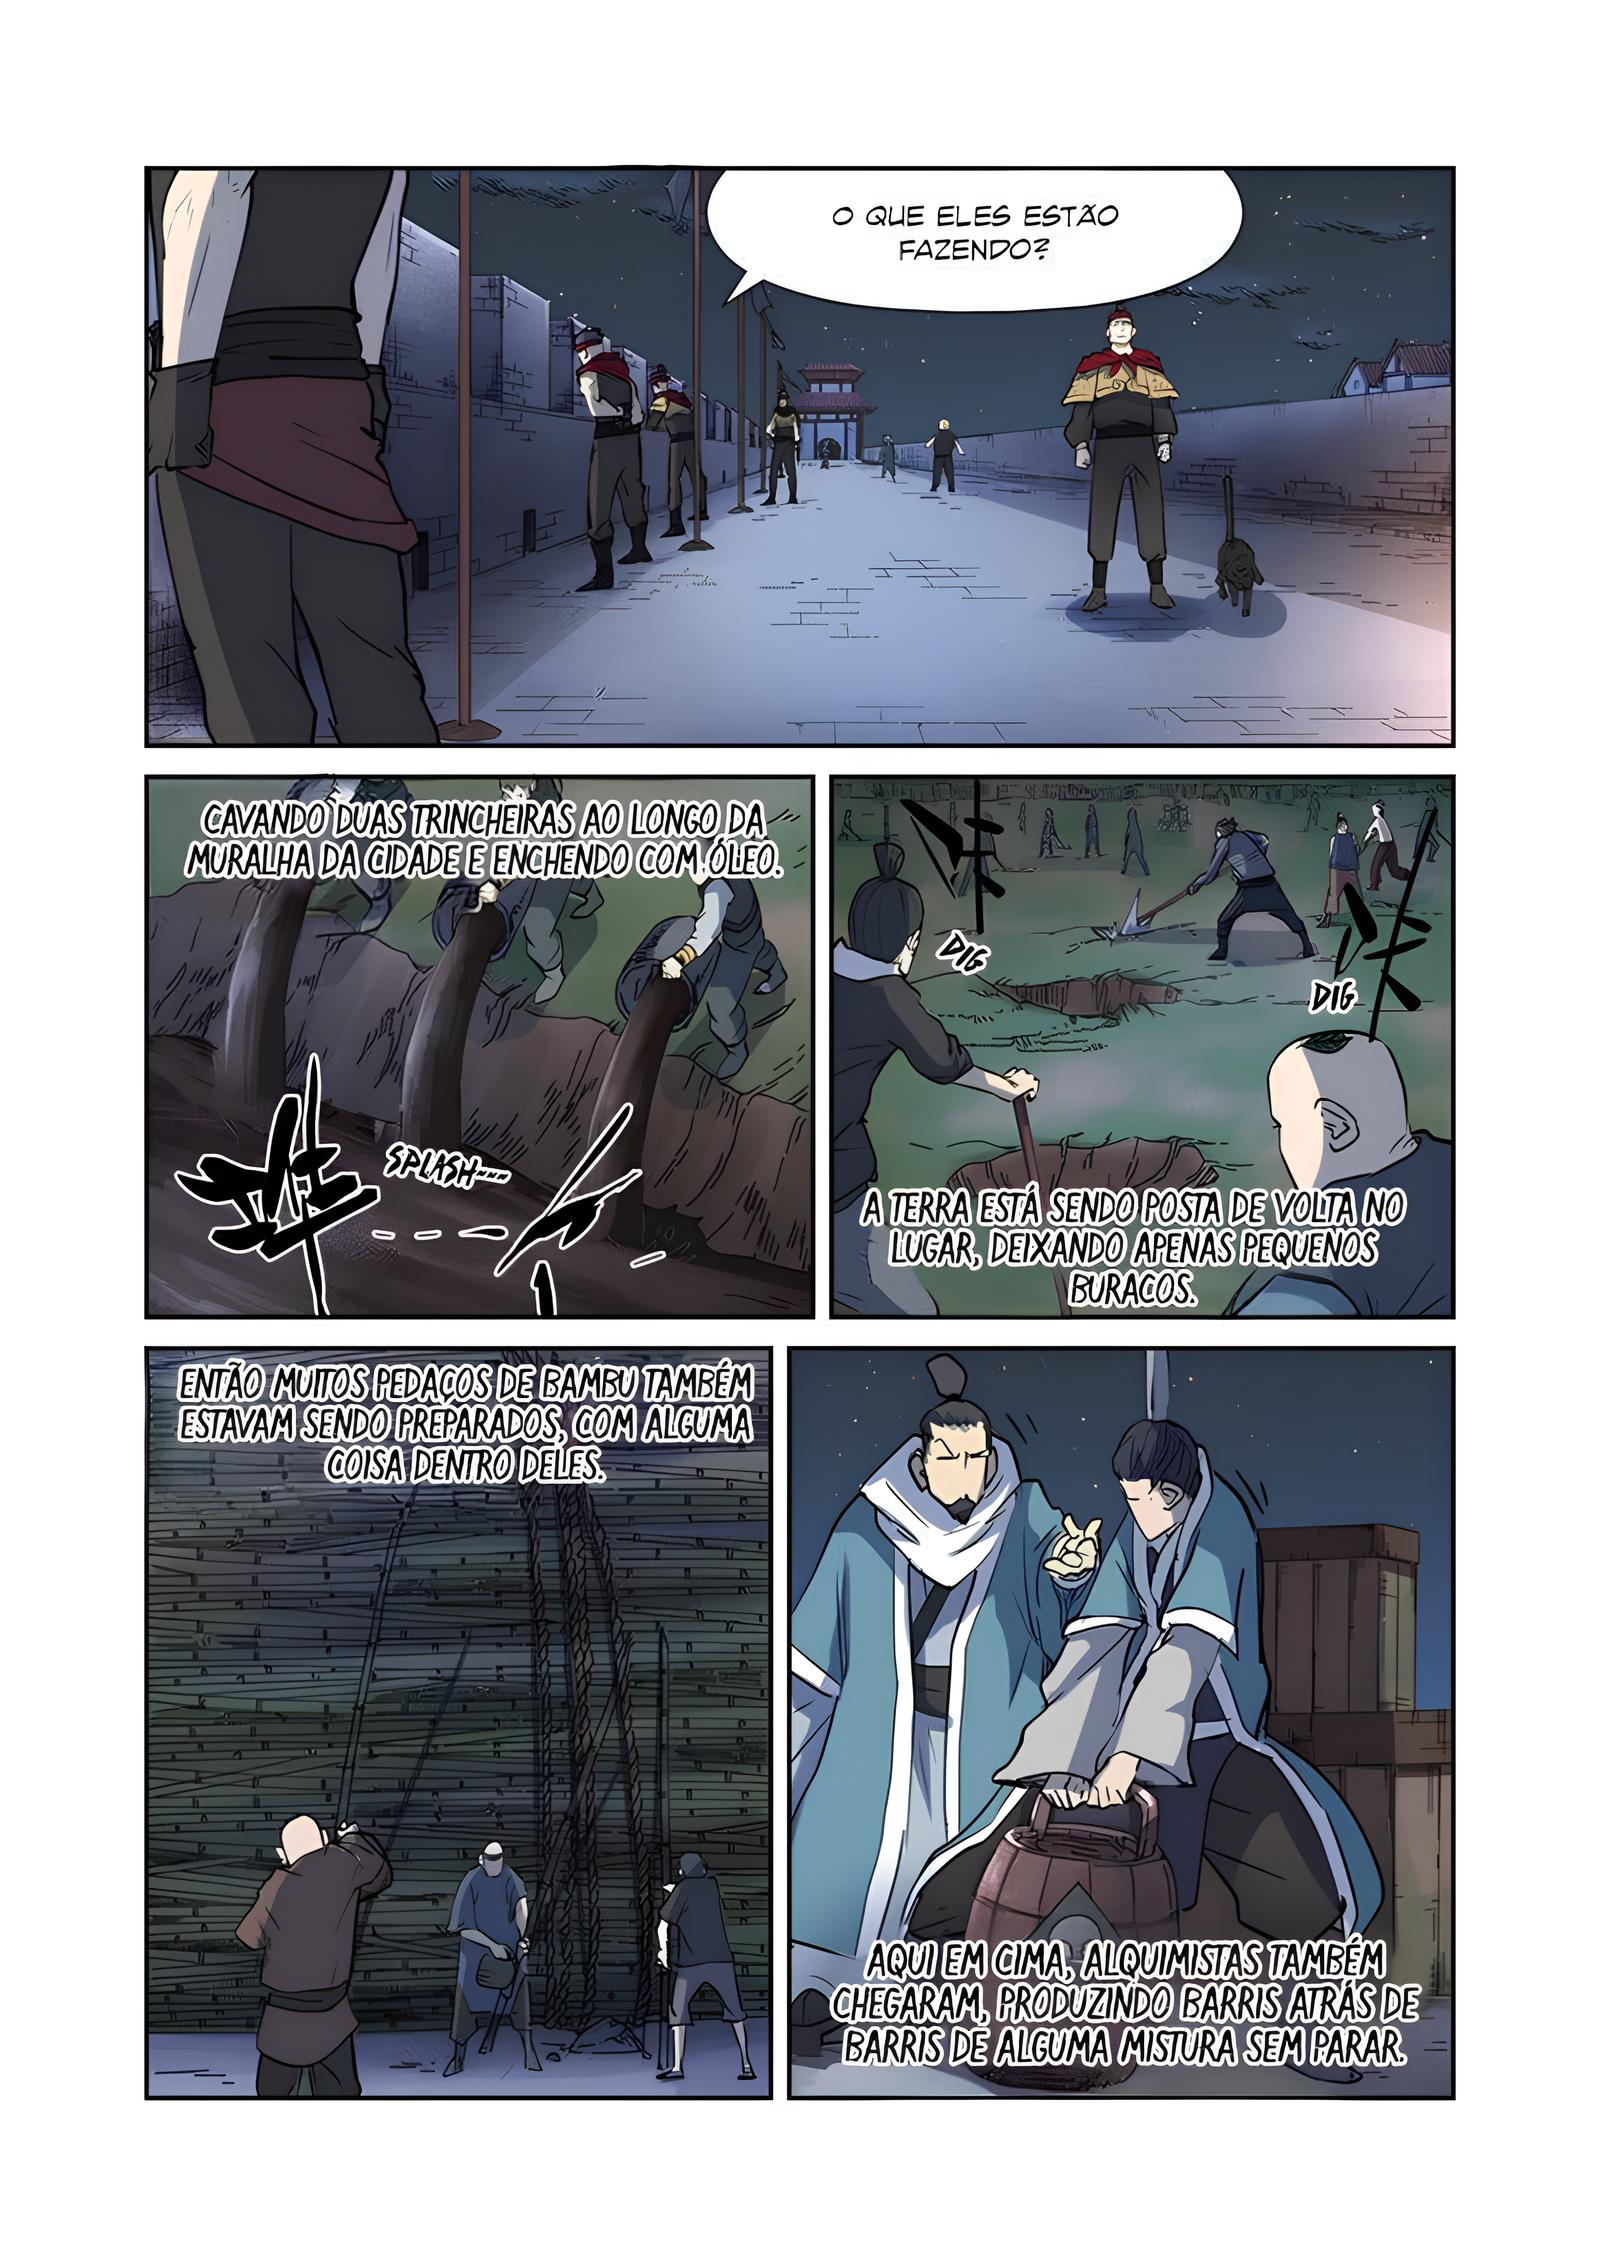 O QUE ELES ESTÃO
FAZENDO?
CAVANDO DUAS TRINCHEIRAS AO LONGO DA
MURALHA DA CIDADE E ENCHENDO COM ÓLEO.
SPLASH~~~
DIG
DIG
A TERRA ESTÁ SENDO POSTA DE VOLTA NO
LUGAR, DEIXANDO APENAS PEQUENOS
BURACOS.
ENTÃO MUITOS PEDAÇOS DE BAMBU TAMBÉM
ESTAVAM SENDO PREPARADOS, COM ALGUMA
COISA DENTRO DELES.
AQUI EM CIMA, ALQUIMISTAS TAMBÉM
CHEGARAM, PRODUZINDO BARRIS ATRÁS DE
BARRIS DE ALGUMA MISTURA SEM PARAR.